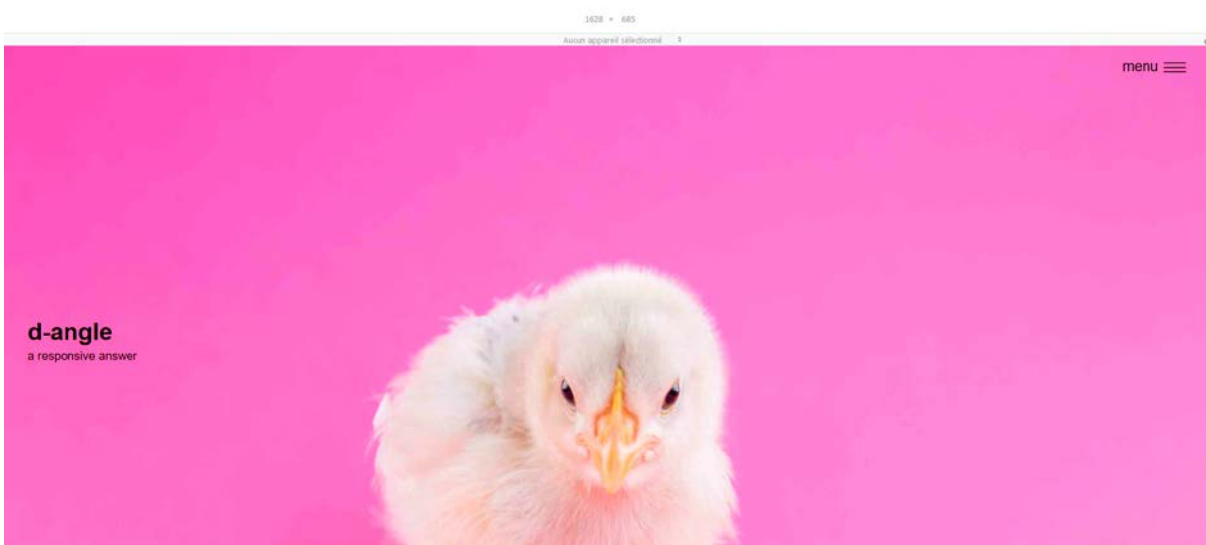 1628 × 685
Aucun appareil sélectionné
menu
d-angle
a responsive answer